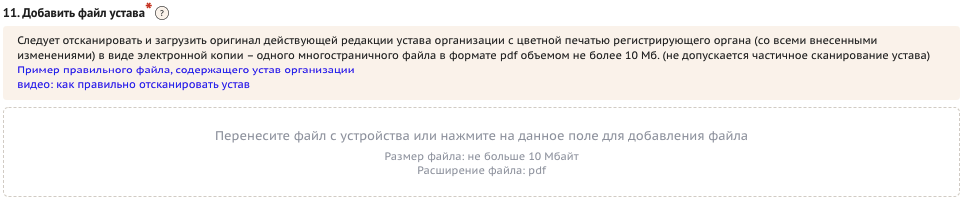 11. Добавить файл устава* ?
Следует отсканировать и загрузить оригинал действующей редакции устава организации с цветной печатью регистрирующего органа (со всеми внесенными
изменениями) в виде электронной копии – одного многостраничного файла в формате pdf объемом не более 10 Мб. (не допускается частичное сканирование устава)
Пример правильного файла, содержащего устав организации
видео: как правильно отсканировать устав
Перенесите файл с устройства или нажмите на данное поле для добавления файла
Размер файла: не больше 10 Мбайт
Расширение файла: pdf